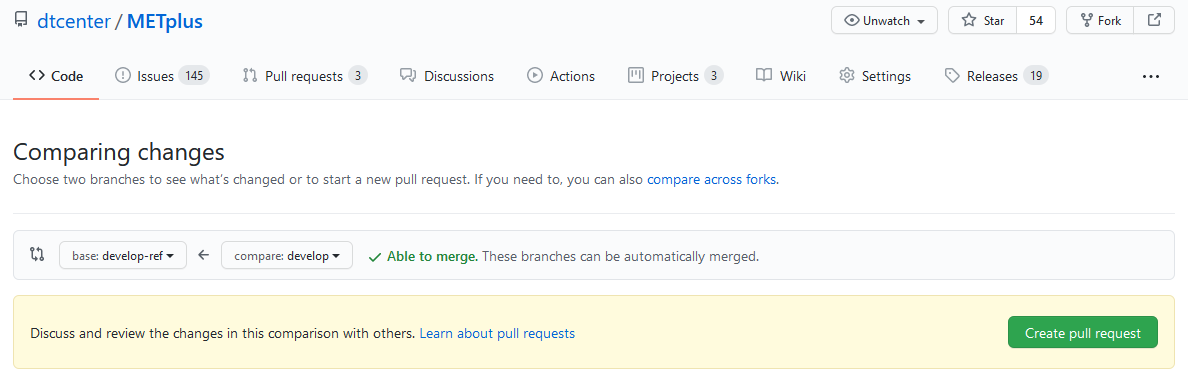 dtcenter / METplus Unwatch Star 54 Fork
Code Issues 145 Pull requests 3 Discussions Actions Projects 3 Wiki Settings Releases 19 ...
Comparing changes
Choose two branches to see what's changed or to start a new pull request. If you need to, you can also compare across forks.
base: develop-ref compare: develop Able to merge. These branches can be automatically merged.
Discuss and review the changes in this comparison with others. Learn about pull requests Create pull request